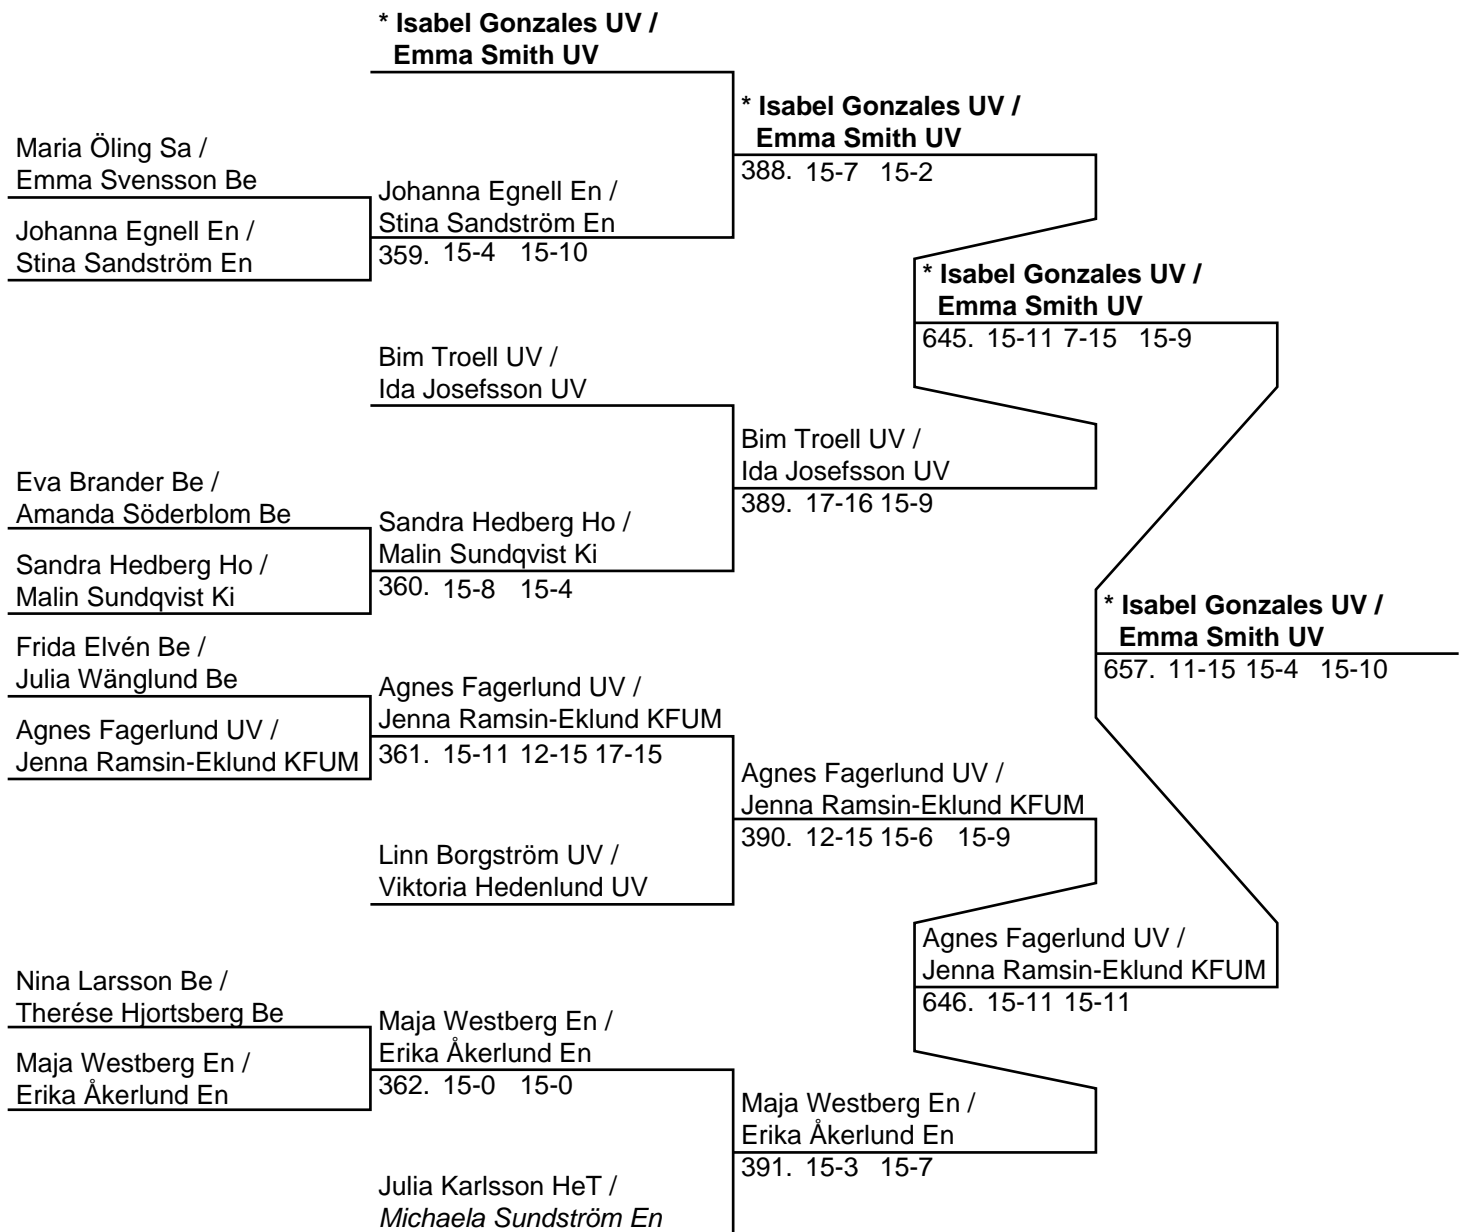 * Isabel Gonzales UV /
Emma Smith UV
* Isabel Gonzales UV /
Emma Smith UV
388. 15-7 15-2
Maria Öling Sa /
Emma Svensson Be
Johanna Egnell En /
Stina Sandström En
Johanna Egnell En /
Stina Sandström En
359. 15-4 15-10
* Isabel Gonzales UV /
Emma Smith UV
645. 15-11 7-15 15-9
Bim Troell UV /
Ida Josefsson UV
Bim Troell UV /
Ida Josefsson UV
389. 17-16 15-9
Eva Brander Be /
Amanda Söderblom Be
Sandra Hedberg Ho /
Malin Sundqvist Ki
Sandra Hedberg Ho /
Malin Sundqvist Ki
360. 15-8 15-4
* Isabel Gonzales UV /
Emma Smith UV
657. 11-15 15-4 15-10
Frida Elvén Be /
Julia Wänglund Be
Agnes Fagerlund UV /
Jenna Ramsin-Eklund KFUM
Agnes Fagerlund UV /
Jenna Ramsin-Eklund KFUM
361. 15-11 12-15 17-15
Agnes Fagerlund UV /
Jenna Ramsin-Eklund KFUM
390. 12-15 15-6 15-9
Linn Borgström UV /
Viktoria Hedenlund UV
Agnes Fagerlund UV /
Jenna Ramsin-Eklund KFUM
646. 15-11 15-11
Nina Larsson Be /
Therése Hjortsberg Be
Maja Westberg En /
Erika Åkerlund En
Maja Westberg En /
Erika Åkerlund En
362. 15-0 15-0
Maja Westberg En /
Erika Åkerlund En
391. 15-3 15-7
Julia Karlsson HeT /
Michaela Sundström En